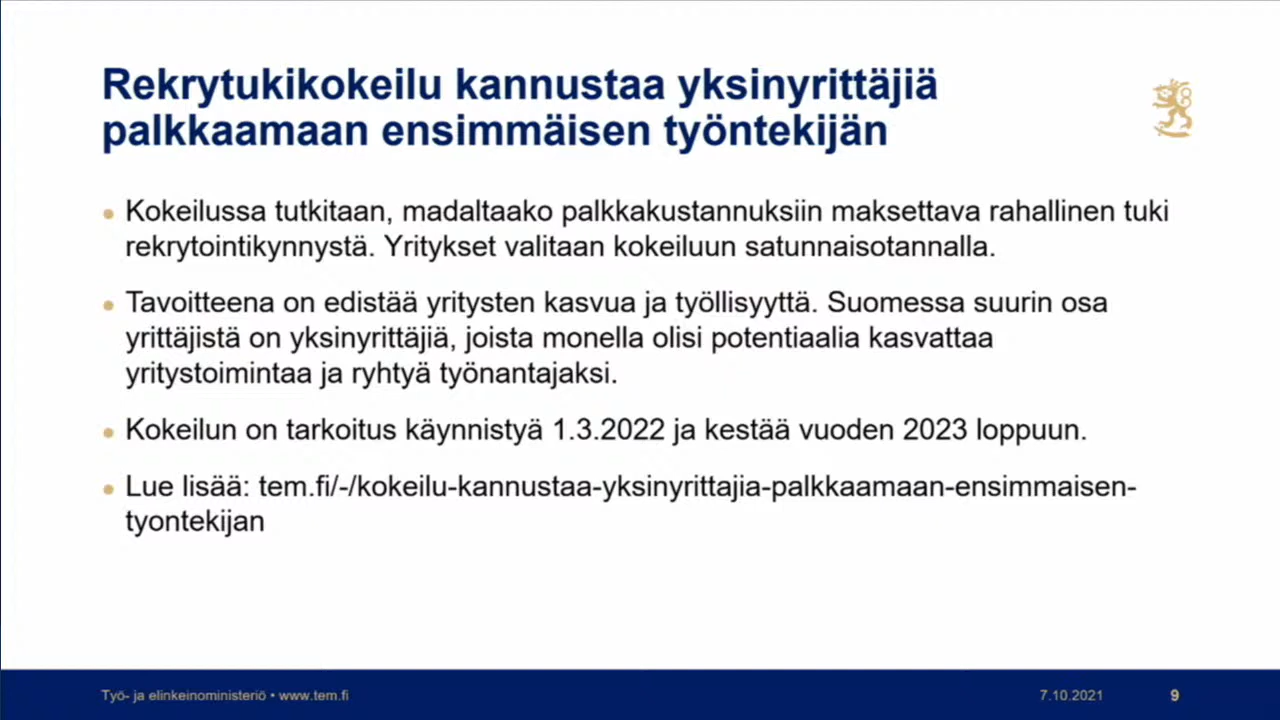 Rekrytukikokeilu kannustaa yksinyrittäjiä
palkkaamaan ensimmäisen työntekijän
• Kokeilussa tutkitaan, madaltaako palkkakustannuksiin maksettava rahallinen tuki
rekrytointikynnystä. Yritykset valitaan kokeiluun satunnaisotannalla.
• Tavoitteena on edistää yritysten kasvua ja työllisyyttä. Suomessa suurin osa
yrittäjistä on yksinyrittäjiä, joista monella olisi potentiaalia kasvattaa
yritystoimintaa ja ryhtyä työnantajaksi.
• Kokeilun on tarkoitus käynnistyä 1.3.2022 ja kestää vuoden 2023 loppuun.
• Lue lisää: tem.fi/-/kokeilu-kannustaa-yksinyrittajia-palkkaamaan-ensimmaisen-
tyontekijan
Työ- ja elinkeinoministeriö • www.tem.fi 7.10.2021 9